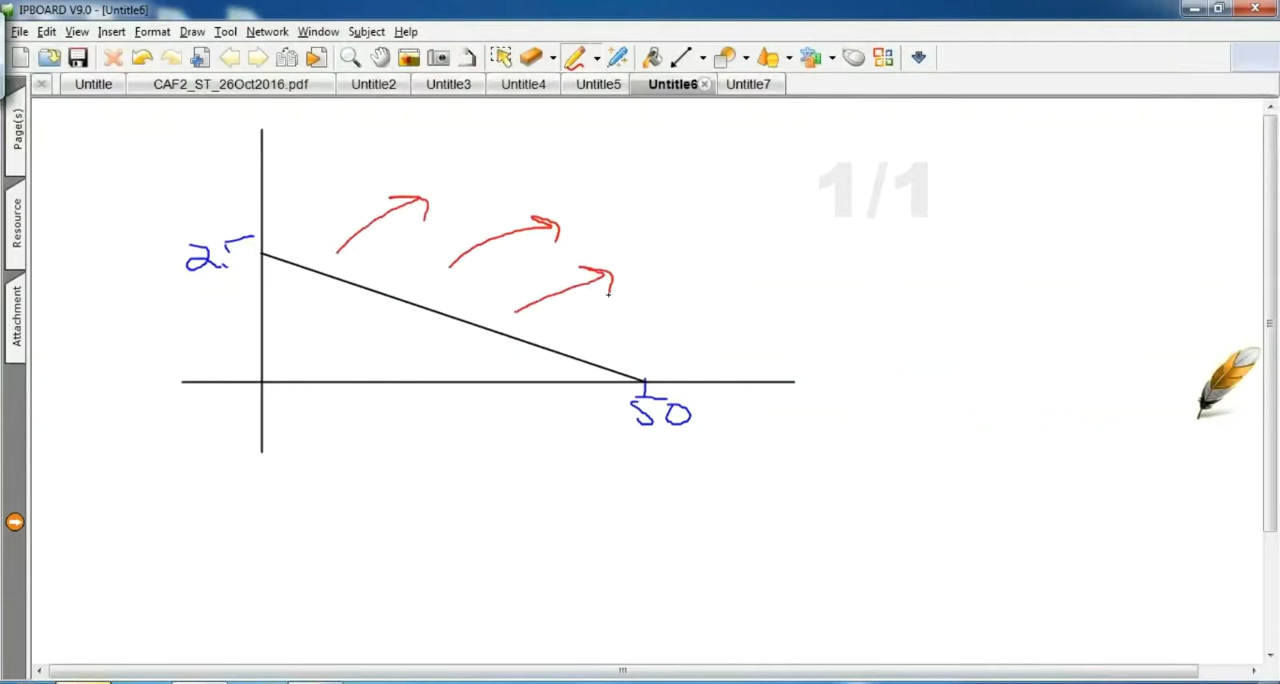 IPBOARD V9.0 - [Untitle6]
File Edit View Insert Format Draw Tool Network Window Subject Help
Untitle CAF2_ST_26Oct2016.pdf Untitle2 Untitle3 Untitle4 Untitle5 Untitle6 Untitle7
Page(s)
Resource
Attachment
1/1
25
50